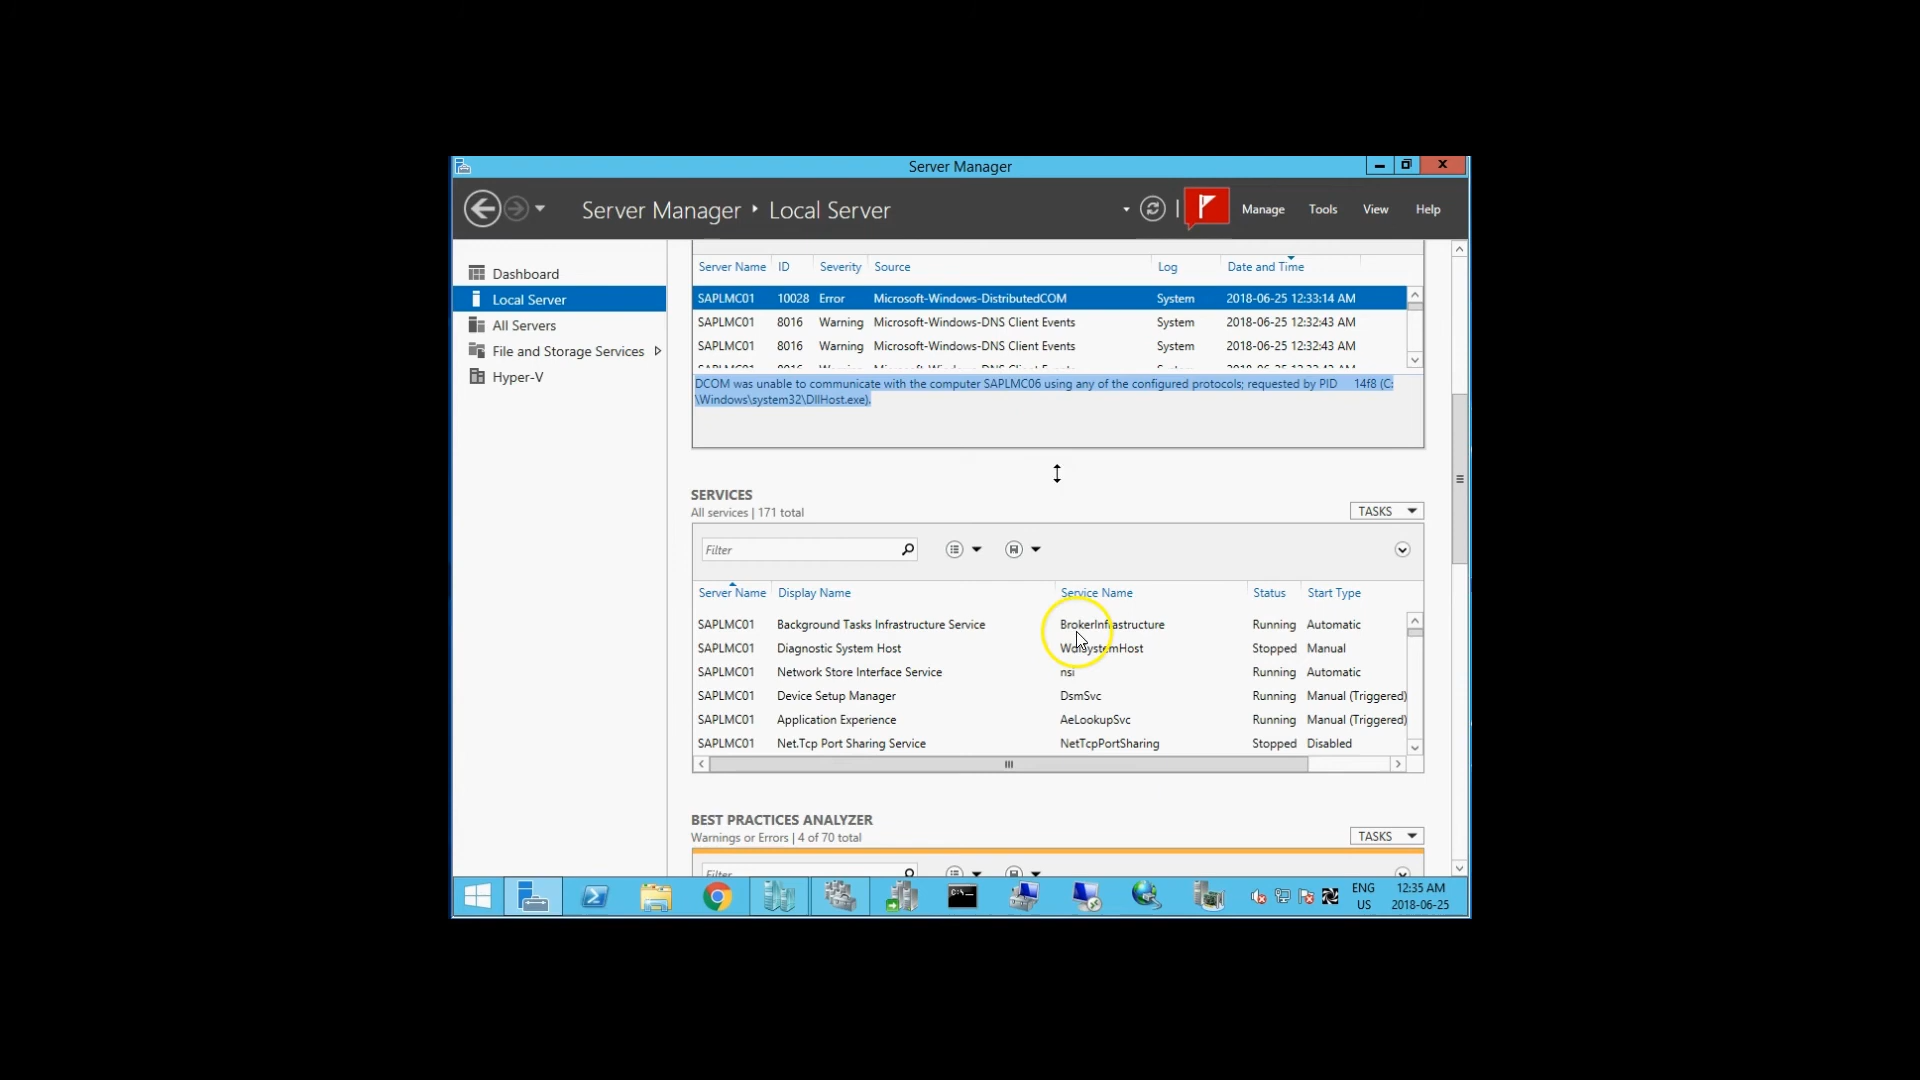 Server Manager
Server Manager Local Server
Manage Tools View Help
Dashboard
Local Server
All Servers
File and Storage Services
Hyper-V
Server Name ID Severity Source Log Date and Time
SAPLMC01 10028 Error Microsoft-Windows-DistributedCOM System 2018-06-25 12:33:14 AM
SAPLMC01 8016 Warning Microsoft-Windows-DNS Client Events System 2018-06-25 12:32:43 AM
SAPLMC01 8016 Warning Microsoft-Windows-DNS Client Events System 2018-06-25 12:32:43 AM
DCOM was unable to communicate with the computer SAPLMC06 using any of the configured protocols; requested by PID 14f8 (C:
\Windows\system32\DllHost.exe).
SERVICES
All services | 171 total
TASKS
Filter
Server Name Display Name Service Name Status Start Type
SAPLMC01 Background Tasks Infrastructure Service BrokerInfrastructure Running Automatic
SAPLMC01 Diagnostic System Host WdiSystemHost Stopped Manual
SAPLMC01 Network Store Interface Service nsi Running Automatic
SAPLMC01 Device Setup Manager DsmSvc Running Manual (Triggered)
SAPLMC01 Application Experience AeLookupSvc Running Manual (Triggered)
SAPLMC01 Net.Tcp Port Sharing Service NetTcpPortSharing Stopped Disabled
BEST PRACTICES ANALYZER
Warnings or Errors | 4 of 70 total
TASKS
Filter
ENG
US
12:35 AM
2018-06-25